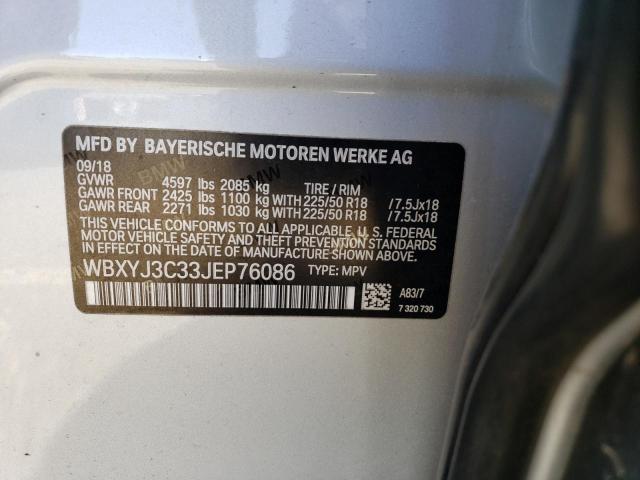 MFD BY BAYERISCHE MOTOREN WERKE AG
09/18
GVWR 4597 lbs 2085 kg TIRE / RIM
GAWR FRONT 2425 lbs 1100 kg WITH 225/50 R18 /7.5Jx18
GAWR REAR 2271 lbs 1030 kg WITH 225/50 R18 /7.5Jx18
THIS VEHICLE CONFORMS TO ALL APPLICABLE U.S. FEDERAL
MOTOR VEHICLE SAFETY, BUMPER, AND THEFT PREVENTION
STANDARDS IN EFFECT ON THE DATE OF MANUFACTURE SHOWN ABOVE.
WBXYJ3C33JEP76086 TYPE: MPV
A83/7
7 320 730